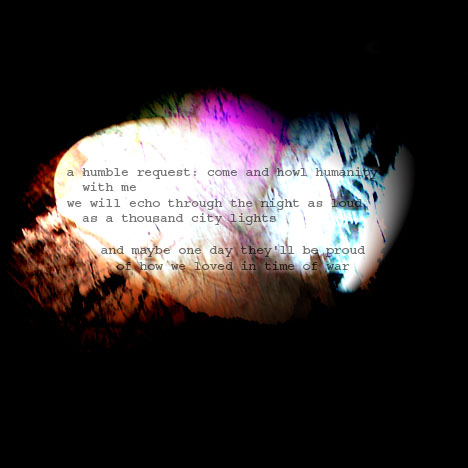 a humble request: come and howl humanity
with me
we will echo through the night as loud
as a thousand city lights
and maybe one day they'll be proud
of how we loved in time of war